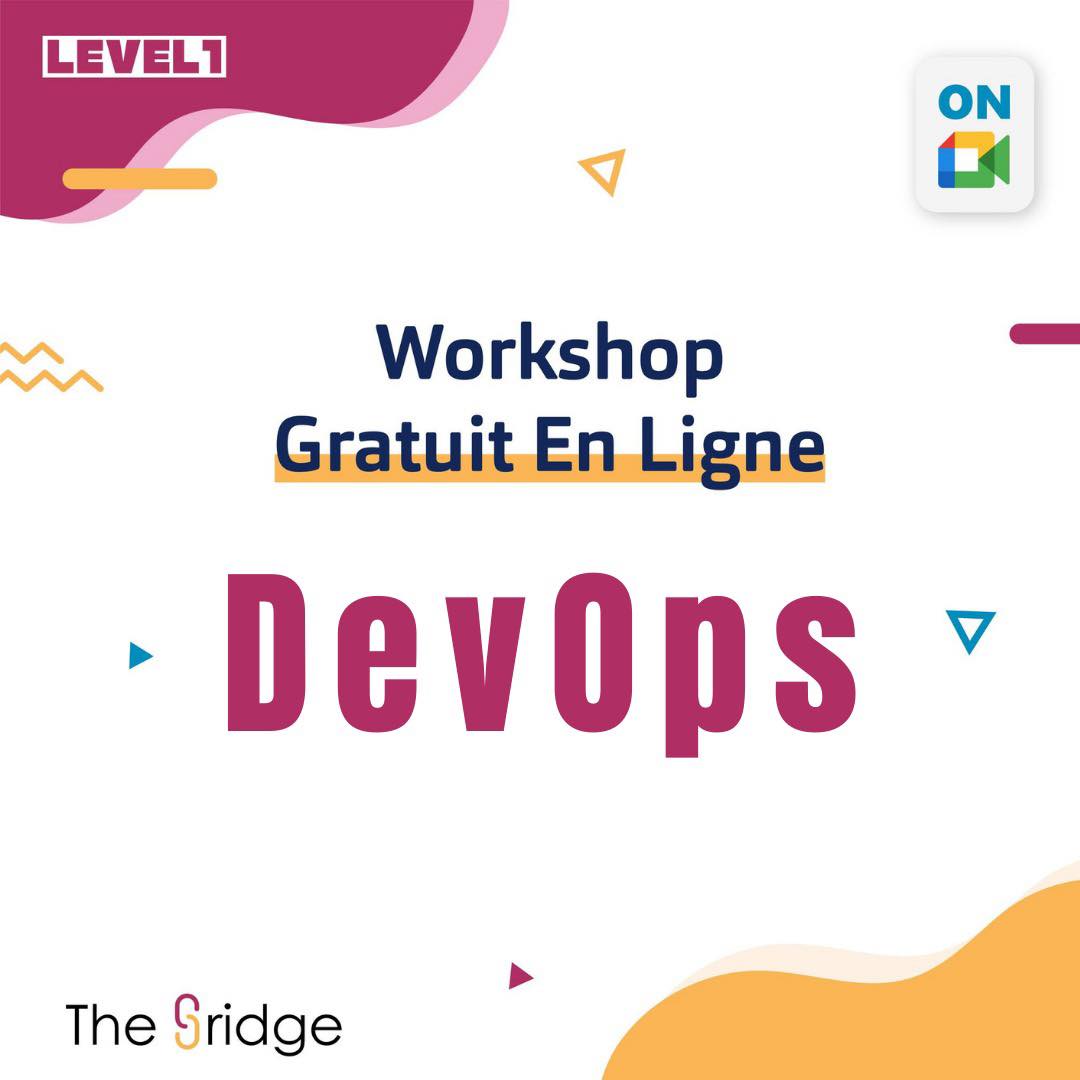 LEVEL1
ON
Workshop
Gratuit En Ligne
DevOps
The Bridge